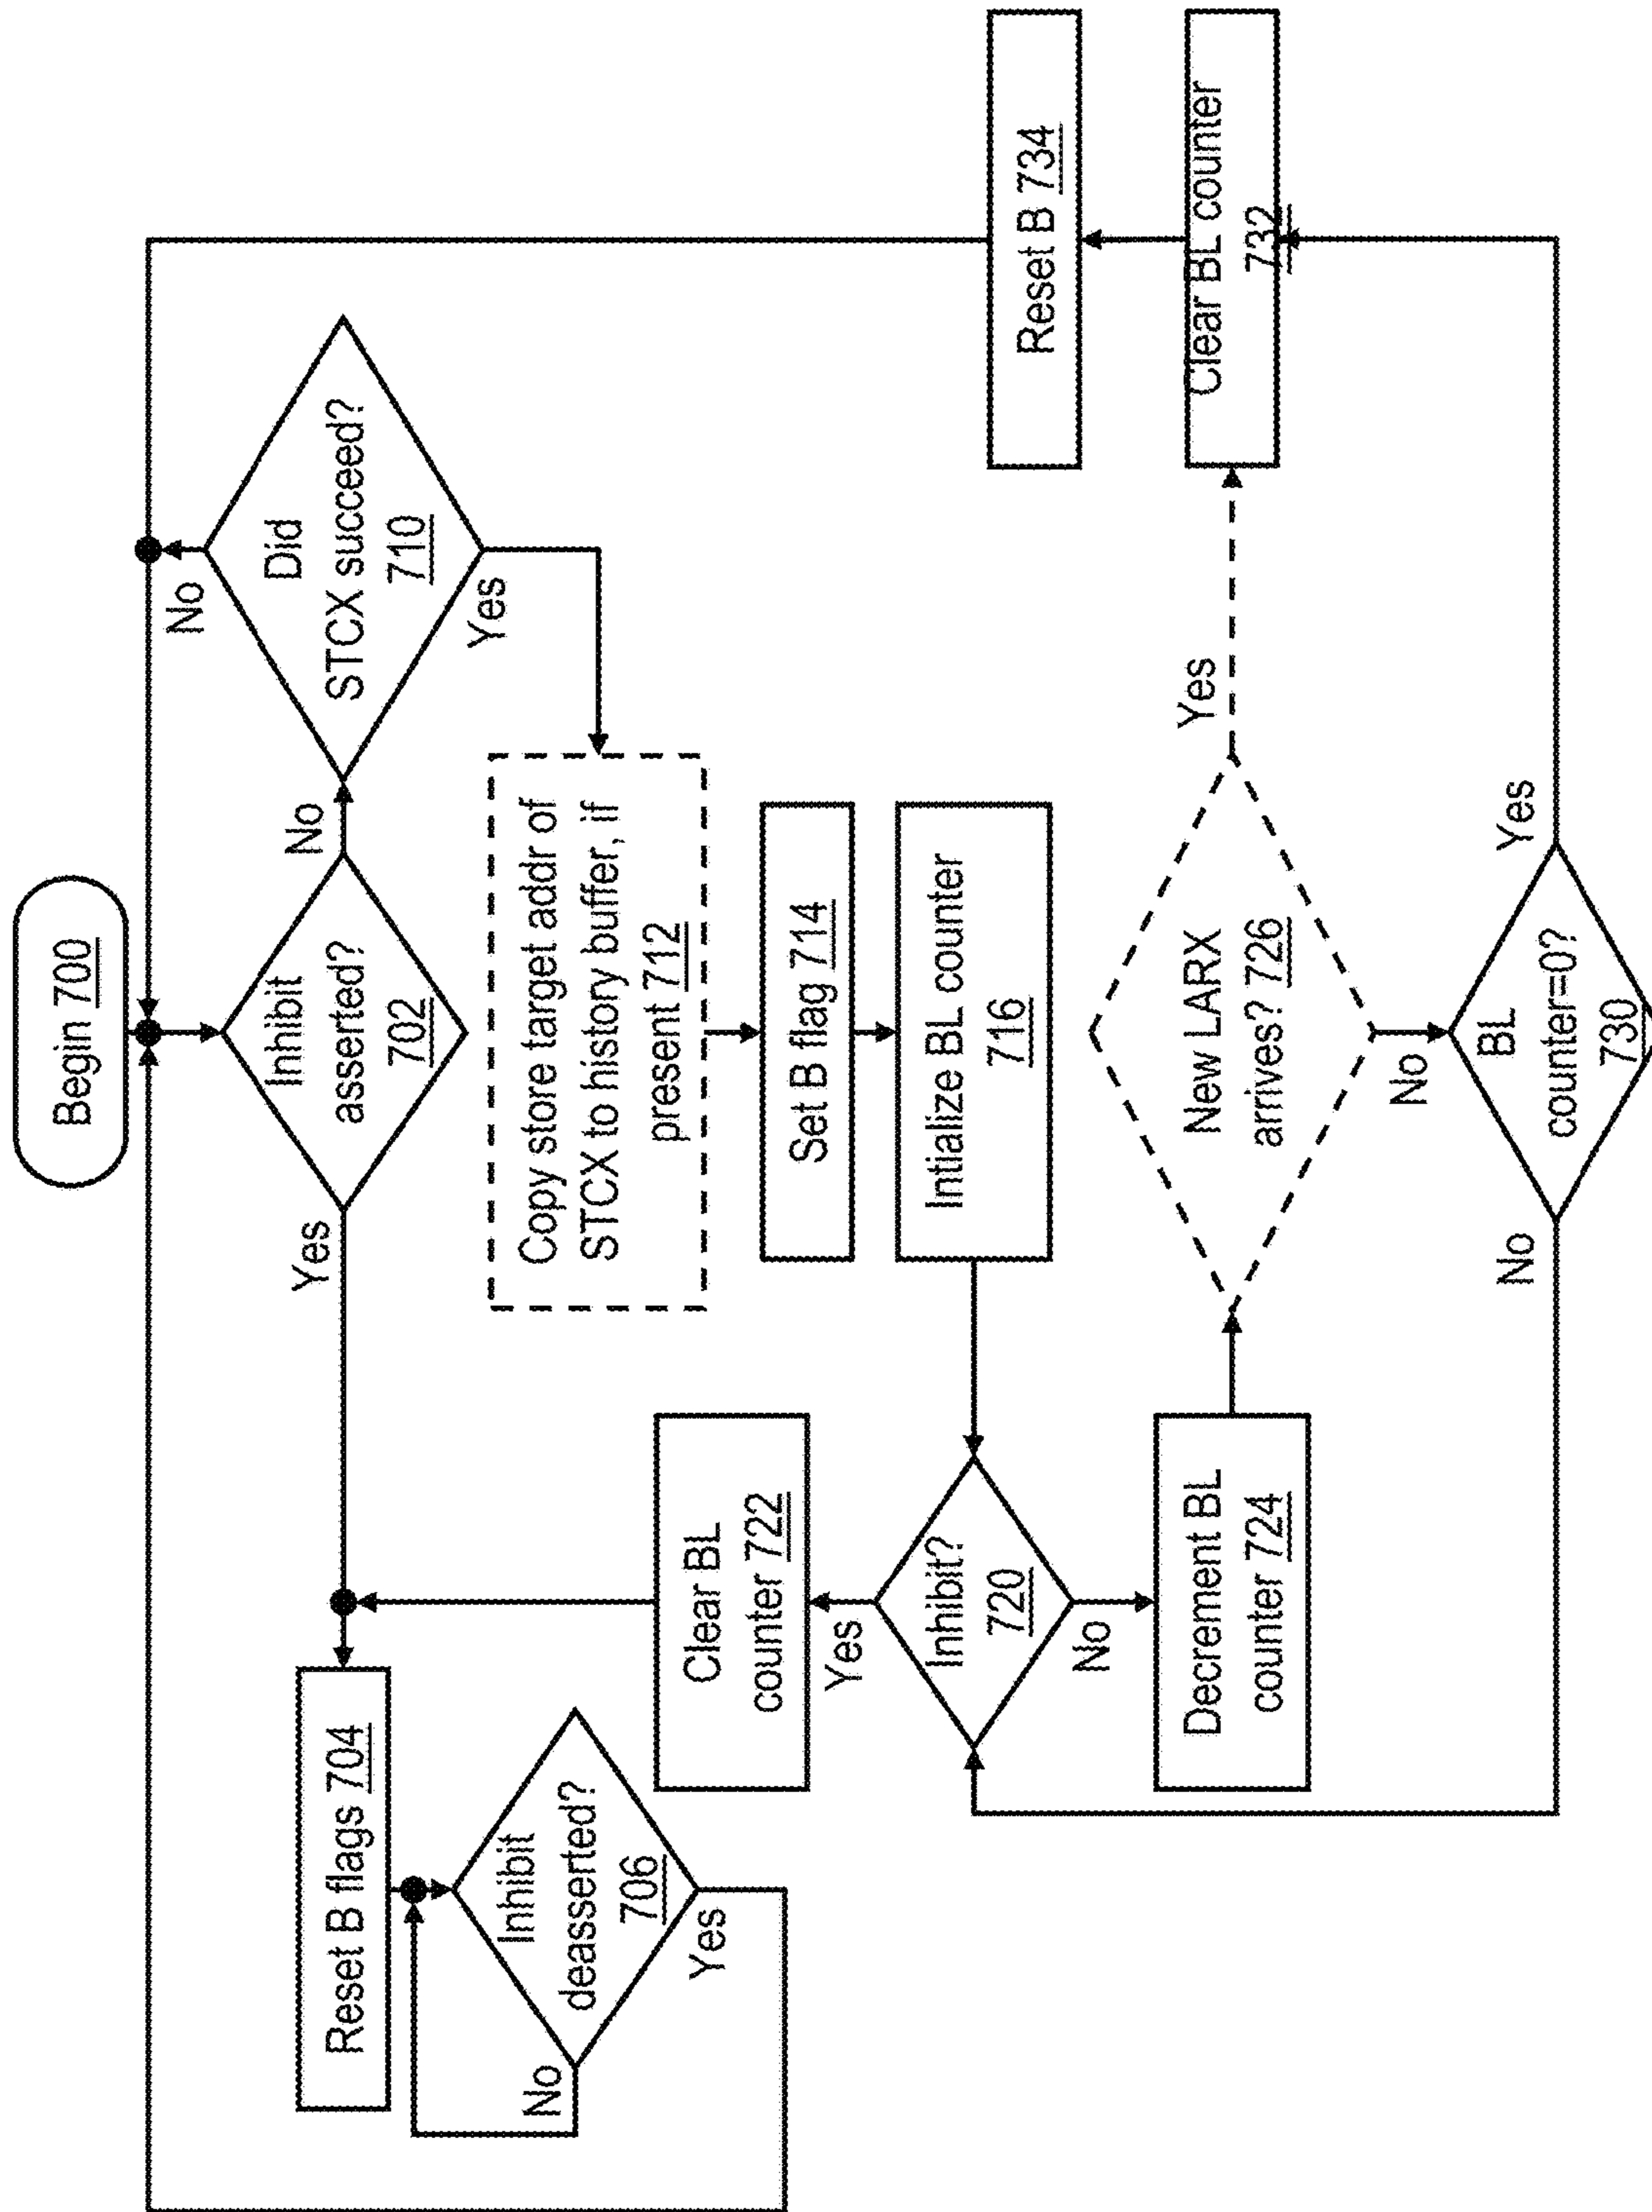 Begin 700
Inhibit
asserted?
702
Yes
No
Did
STCX succeed?
710
No
Yes
Reset B flags 704
Inhibit
deasserted?
706
No
Yes
Copy store target addr of
STCX to history buffer, if
present 712
Set B flag 714
Intialize BL counter
716
Inhibit?
720
Yes
No
Clear BL
counter 722
Decrement BL
counter 724
New LARX
arrives? 726
Yes
No
BL
counter=0?
730
No
Yes
Clear BL counter
732
Reset B 734